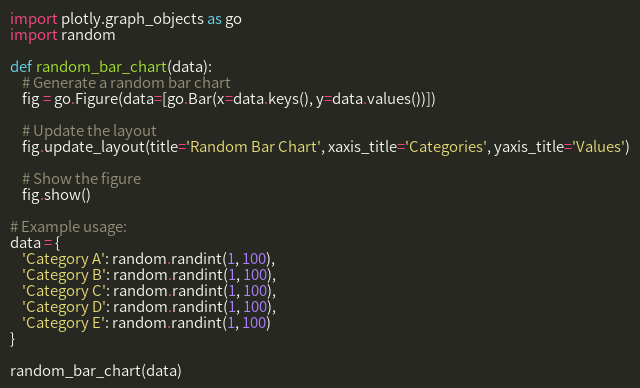 import plotly.graph_objects as go
import random

def random_bar_chart(data):
    # Generate a random bar chart
    fig = go.Figure(data=[go.Bar(x=data.keys(), y=data.values())])

    # Update the layout
    fig.update_layout(title='Random Bar Chart', xaxis_title='Categories', yaxis_title='Values')

    # Show the figure
    fig.show()

# Example usage:
data = {
    'Category A': random.randint(1, 100),
    'Category B': random.randint(1, 100),
    'Category C': random.randint(1, 100),
    'Category D': random.randint(1, 100),
    'Category E': random.randint(1, 100)
}

random_bar_chart(data)